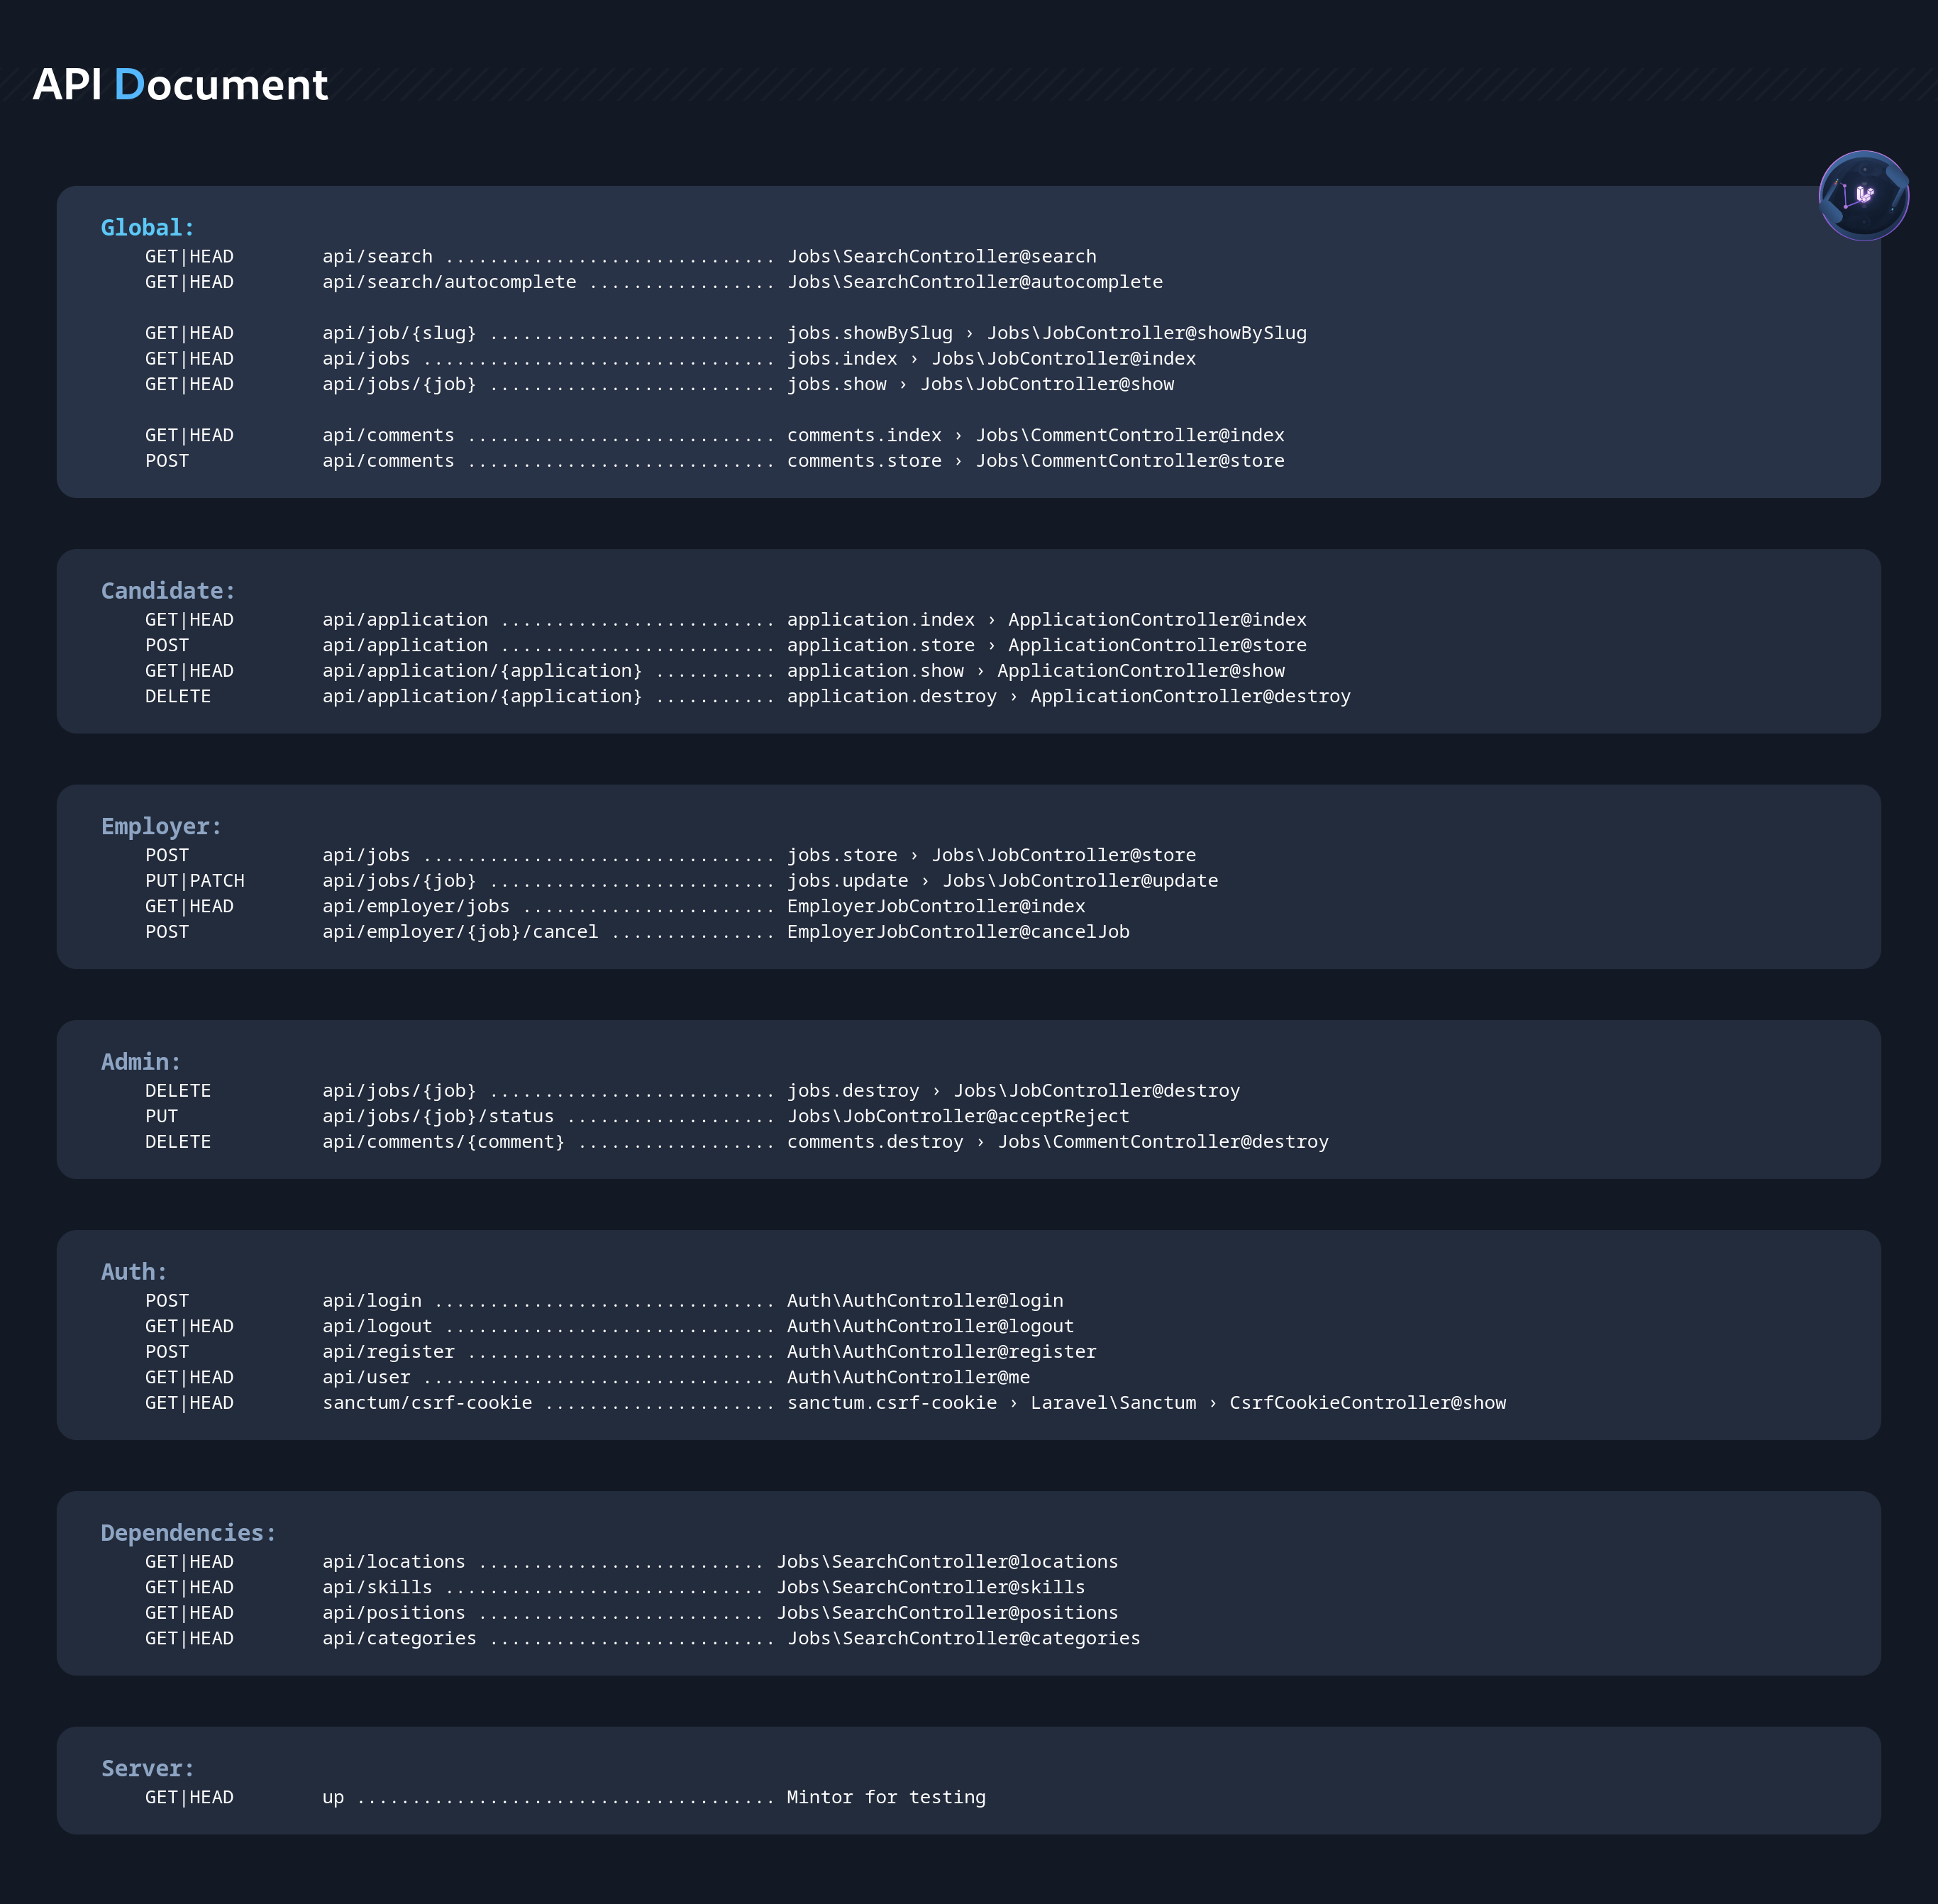 API Document
Global:
GET|HEAD api/search .............................. Jobs\SearchController@search
GET|HEAD api/search/autocomplete ................. Jobs\SearchController@autocomplete
GET|HEAD api/job/{slug} .......................... jobs.showBySlug › Jobs\JobController@showBySlug
GET|HEAD api/jobs ................................ jobs.index › Jobs\JobController@index
GET|HEAD api/jobs/{job} .......................... jobs.show › Jobs\JobController@show
GET|HEAD api/comments ............................ comments.index › Jobs\CommentController@index
POST api/comments ............................ comments.store › Jobs\CommentController@store
Candidate:
GET|HEAD api/application ......................... application.index › ApplicationController@index
POST api/application ......................... application.store › ApplicationController@store
GET|HEAD api/application/{application} ........... application.show › ApplicationController@show
DELETE api/application/{application} ........... application.destroy › ApplicationController@destroy
Employer:
POST api/jobs ................................ jobs.store › Jobs\JobController@store
PUT|PATCH api/jobs/{job} .......................... jobs.update › Jobs\JobController@update
GET|HEAD api/employer/jobs ....................... EmployerJobController@index
POST api/employer/{job}/cancel ............... EmployerJobController@cancelJob
Admin:
DELETE api/jobs/{job} .......................... jobs.destroy › Jobs\JobController@destroy
PUT api/jobs/{job}/status ................... Jobs\JobController@acceptReject
DELETE api/comments/{comment} .................. comments.destroy › Jobs\CommentController@destroy
Auth:
POST api/login ............................... Auth\AuthController@login
GET|HEAD api/logout .............................. Auth\AuthController@logout
POST api/register ............................ Auth\AuthController@register
GET|HEAD api/user ................................ Auth\AuthController@me
GET|HEAD sanctum/csrf-cookie ..................... sanctum.csrf-cookie › Laravel\Sanctum › CsrfCookieController@show
Dependencies:
GET|HEAD api/locations .......................... Jobs\SearchController@locations
GET|HEAD api/skills ............................. Jobs\SearchController@skills
GET|HEAD api/positions .......................... Jobs\SearchController@positions
GET|HEAD api/categories .......................... Jobs\SearchController@categories
Server:
GET|HEAD up ...................................... Mintor for testing